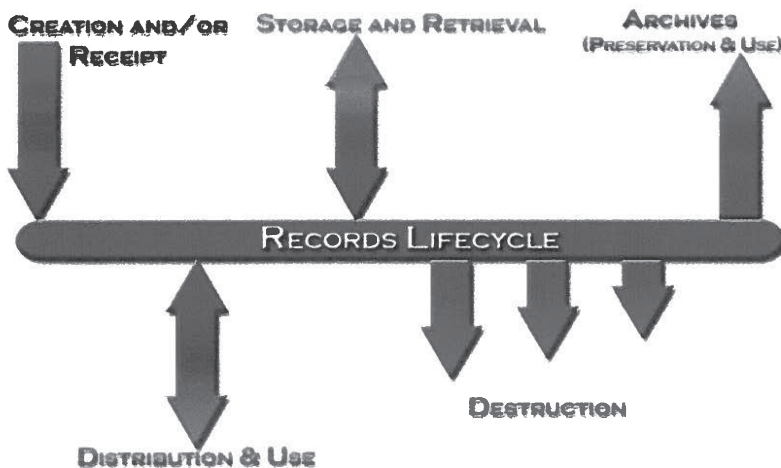 CREATION AND/OR
RECEIPT
STORAGE AND RETRIEVAL
ARCHIVES
(PRESERVATION & USE)
RECORDS LIFECYCLE
DESTRUCTION
DISTRIBUTION & USE